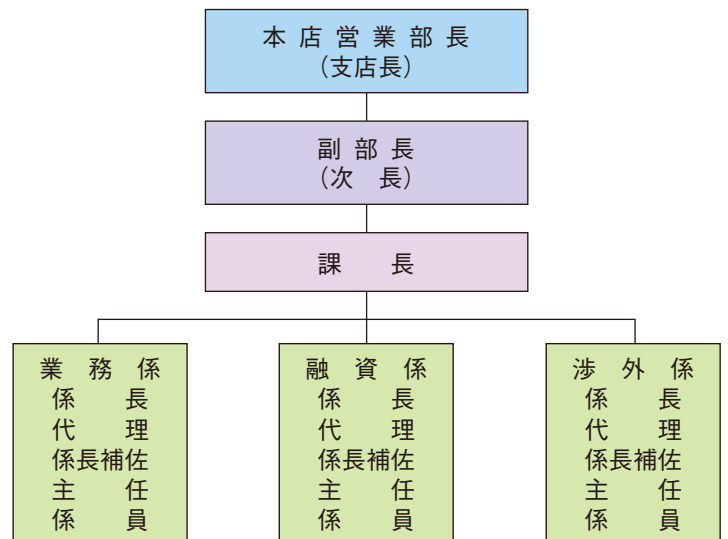 本店営業部長
（支店長）
副部長
（次　長）
課　　長
業務係
係　　長
代　　理
係長補佐
主　　任
係　　員
融資係
係　　長
代　　理
係長補佐
主　　任
係　　員
渉外係
係　　長
代　　理
係長補佐
主　　任
係　　員